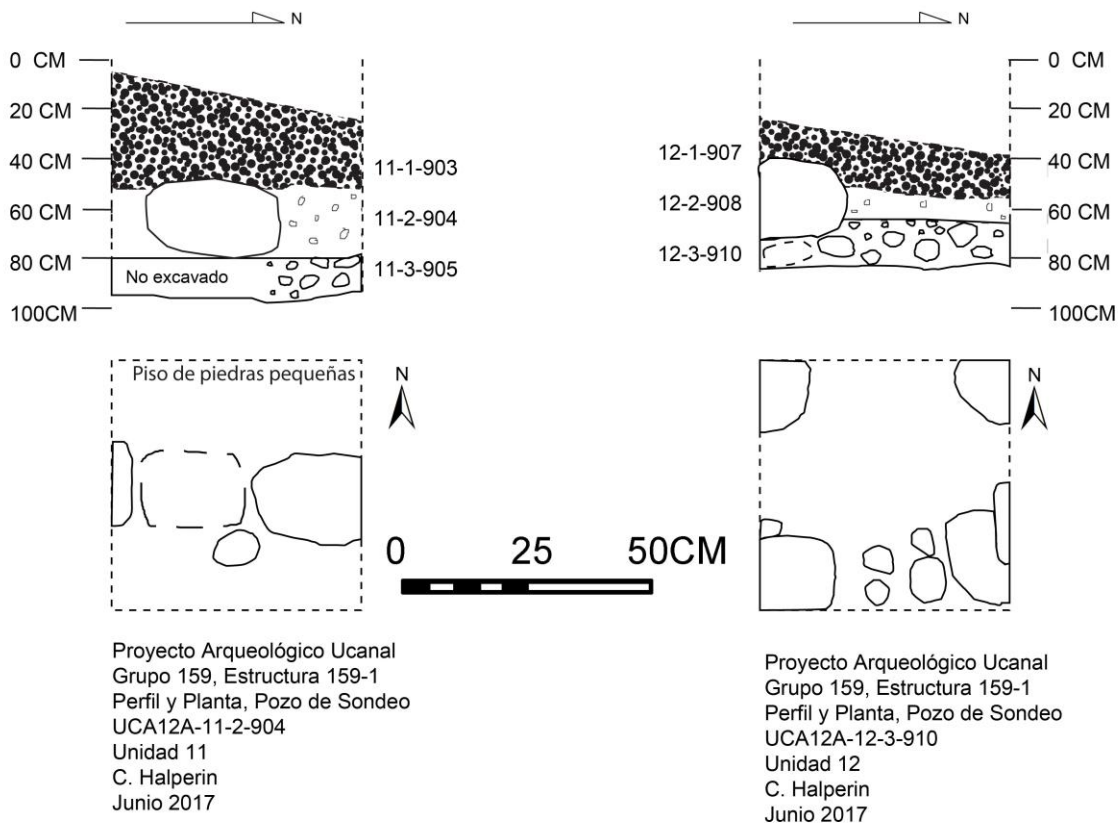 N
0 CM
20 CM
40 CM
60 CM
80 CM
100CM
11-1-903
11-2-904
11-3-905
No excavado
N
0 CM
20 CM
40 CM
60 CM
80 CM
100CM
12-1-907
12-2-908
12-3-910
Piso de piedras pequeñas
N
N
0 25 50CM
Proyecto Arqueológico Ucanal
Grupo 159, Estructura 159-1
Perfil y Planta, Pozo de Sondeo
UCA12A-11-2-904
Unidad 11
C. Halperin
Junio 2017
Proyecto Arqueológico Ucanal
Grupo 159, Estructura 159-1
Perfil y Planta, Pozo de Sondeo
UCA12A-12-3-910
Unidad 12
C. Halperin
Junio 2017